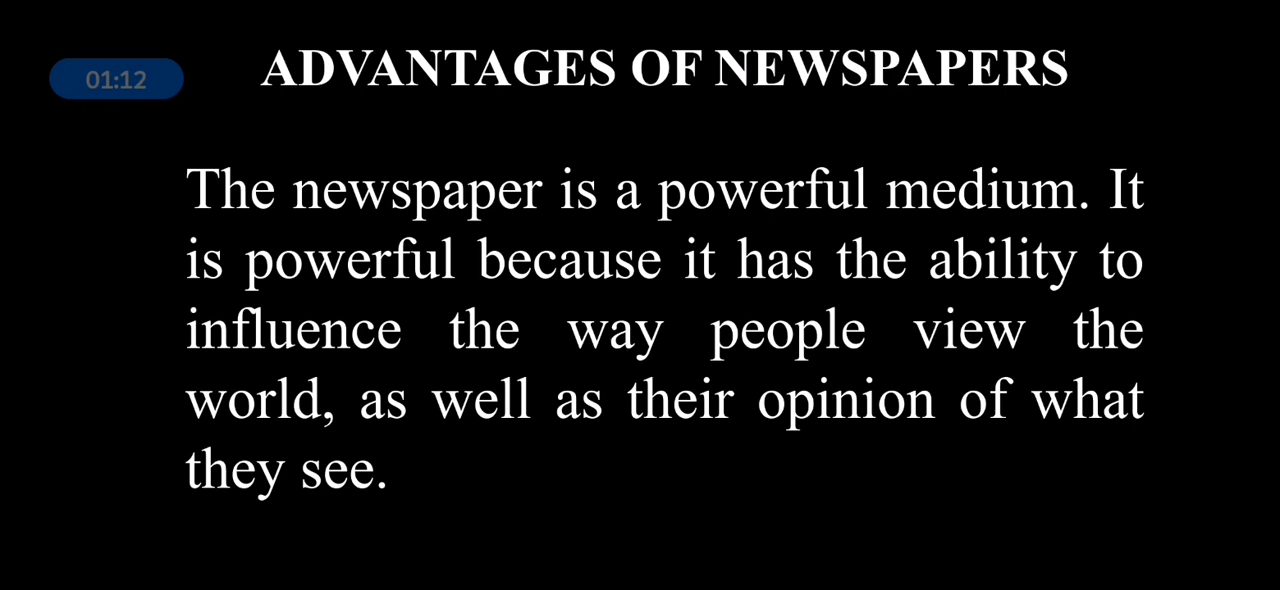 ADVANTAGES OF NEWSPAPERS
01:12
The newspaper is a powerful medium. It
is powerful because it has the ability to
influence the way people view the
world, as well as their opinion of what
they see.